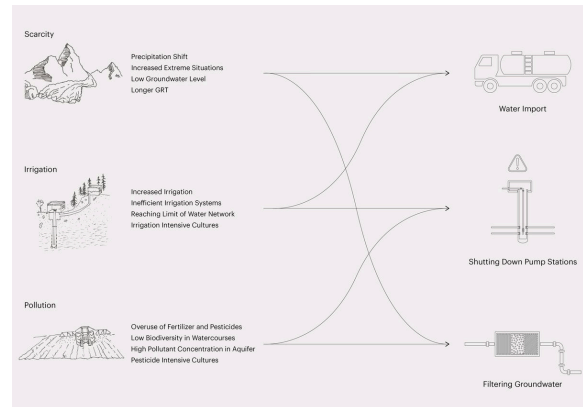 Scarcity
Precipitation Shift
Increased Extreme Situations
Low Groundwater Level
Longer GRT
Water Import
Irrigation
Increased Irrigation
Inefficient Irrigation Systems
Reaching Limit of Water Network
Irrigation Intensive Cultures
Shutting Down Pump Stations
Pollution
Overuse of Fertilizer and Pesticides
Low Biodiversity in Watercourses
High Pollutant Concentration in Aquifer
Pesticide Intensive Cultures
Filtering Groundwater